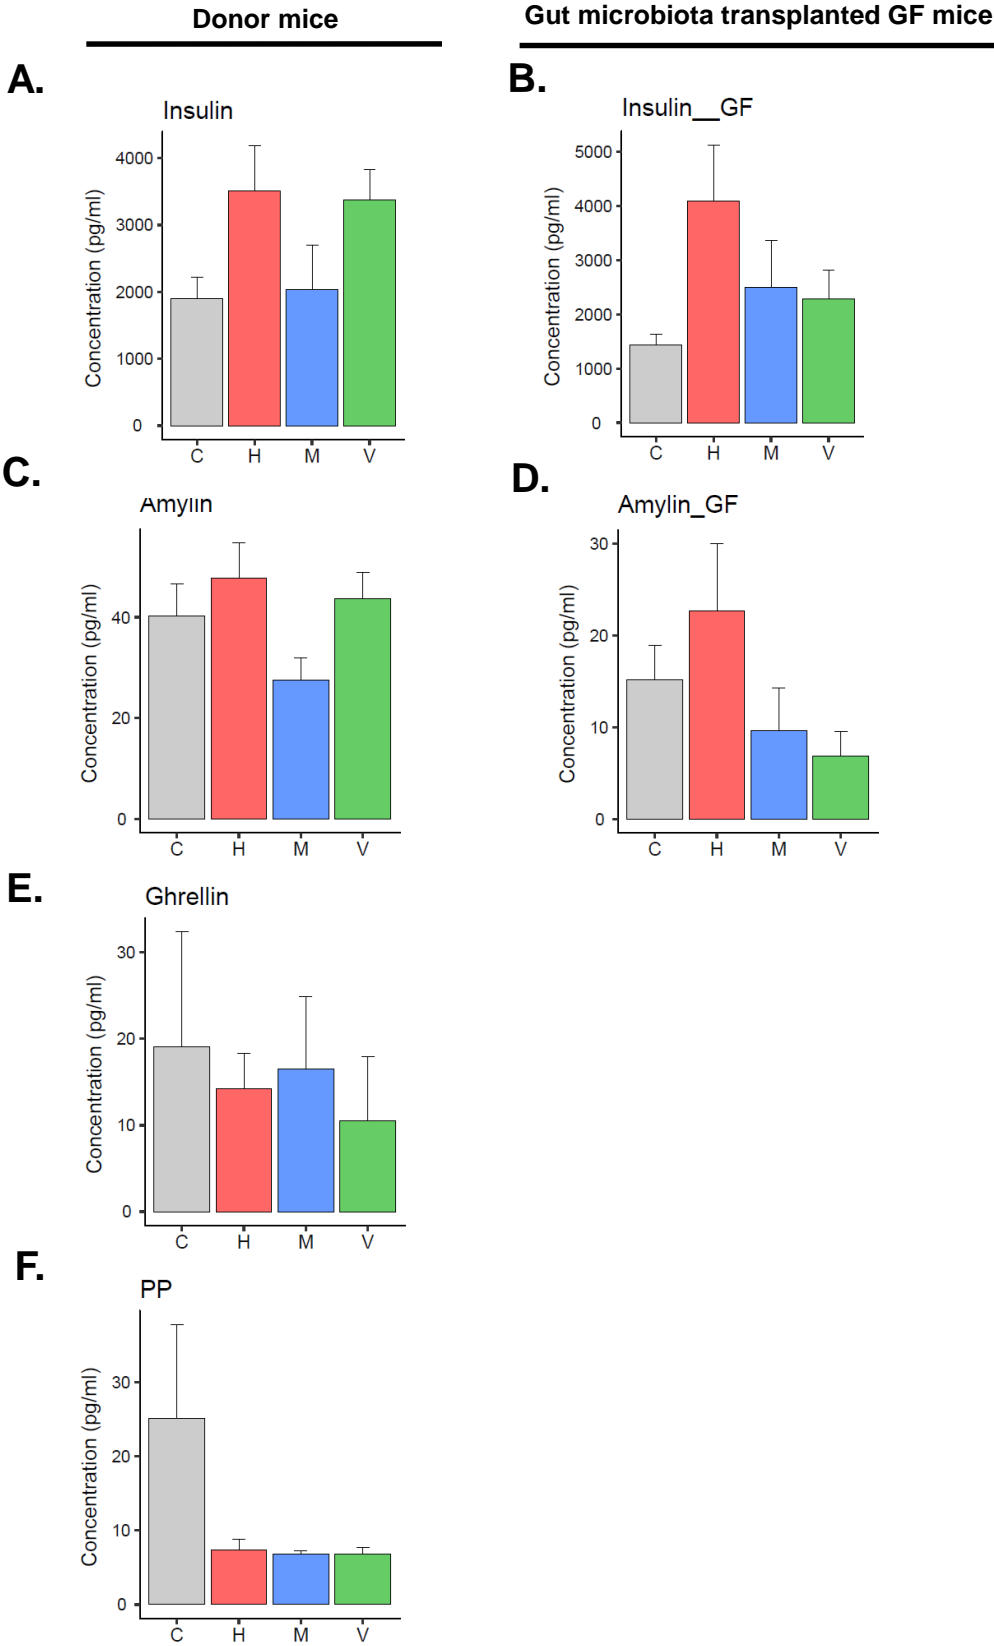 Donor mice
Gut microbiota transplanted GF mice
A.
Insulin
Concentration (pg/ml)
4000
3000
2000
1000
0
C H M V
B.
Insulin__GF
Concentration (pg/ml)
5000
4000
3000
2000
1000
0
C H M V
C.
Amylin
Concentration (pg/ml)
40
20
0
C H M V
D.
Amylin_GF
Concentration (pg/ml)
30
20
10
0
C H M V
E.
Ghrellin
Concentration (pg/ml)
30
20
10
0
C H M V
F.
PP
Concentration (pg/ml)
30
20
10
0
C H M V